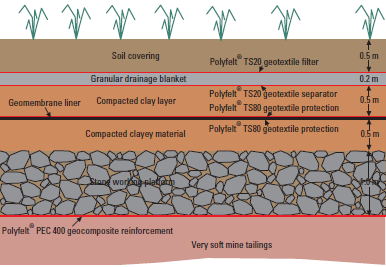 Soil covering
Polyfelt® TS20 geotextile filter
0.5 m
Granular drainage blanket
0.2 m
Polyfelt® TS20 geotextile separator
Geomembrane liner
Compacted clay layer
Polyfelt® TS80 geotextile protection
0.5 m
Polyfelt® TS80 geotextile protection
Compacted clayey material
0.5 m
Stone working platform
Polyfelt® PEC 400 geocomposite reinforcement
Very soft mine tailings